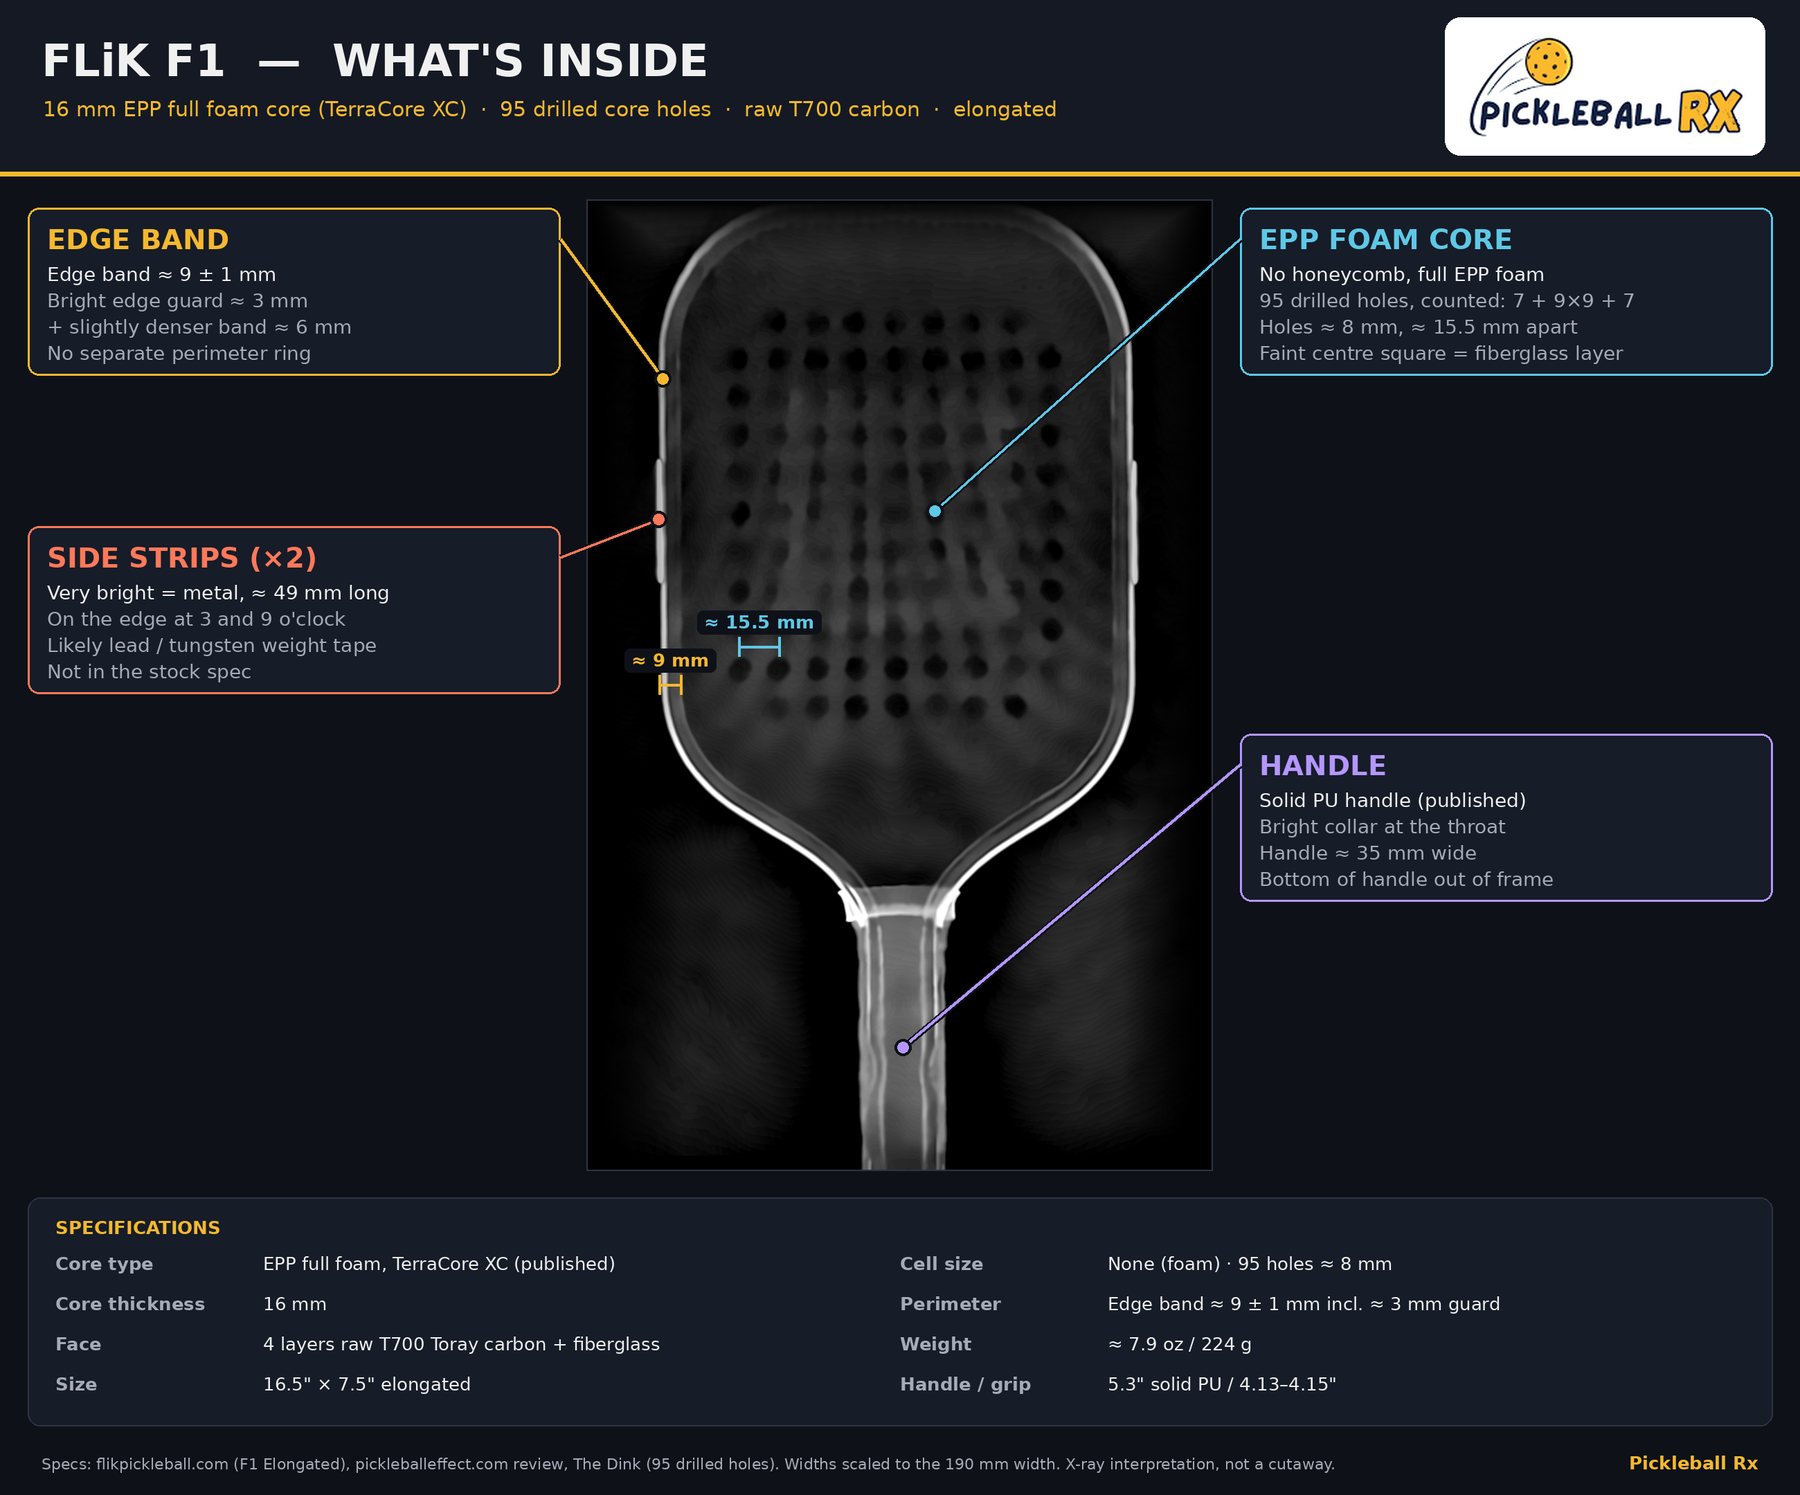 FLiK F1 — WHAT'S INSIDE
16 mm EPP full foam core (TerraCore XC) · 95 drilled core holes · raw T700 carbon · elongated
PICKLEBALL RX
EDGE BAND
Edge band ≈ 9 ± 1 mm
Bright edge guard ≈ 3 mm
+ slightly denser band ≈ 6 mm
No separate perimeter ring
EPP FOAM CORE
No honeycomb, full EPP foam
95 drilled holes, counted: 7 + 9×9 + 7
Holes ≈ 8 mm, ≈ 15.5 mm apart
Faint centre square = fiberglass layer
SIDE STRIPS (×2)
Very bright = metal, ≈ 49 mm long
On the edge at 3 and 9 o'clock
Likely lead / tungsten weight tape
Not in the stock spec
≈ 15.5 mm
≈ 9 mm
HANDLE
Solid PU handle (published)
Bright collar at the throat
Handle ≈ 35 mm wide
Bottom of handle out of frame
SPECIFICATIONS
Core type EPP full foam, TerraCore XC (published)
Core thickness 16 mm
Face 4 layers raw T700 Toray carbon + fiberglass
Size 16.5" × 7.5" elongated
Cell size None (foam) · 95 holes ≈ 8 mm
Perimeter Edge band ≈ 9 ± 1 mm incl. ≈ 3 mm guard
Weight ≈ 7.9 oz / 224 g
Handle / grip 5.3" solid PU / 4.13–4.15"
Specs: flikpickleball.com (F1 Elongated), pickleballeffect.com review, The Dink (95 drilled holes). Widths scaled to the 190 mm width. X-ray interpretation, not a cutaway.
Pickleball Rx